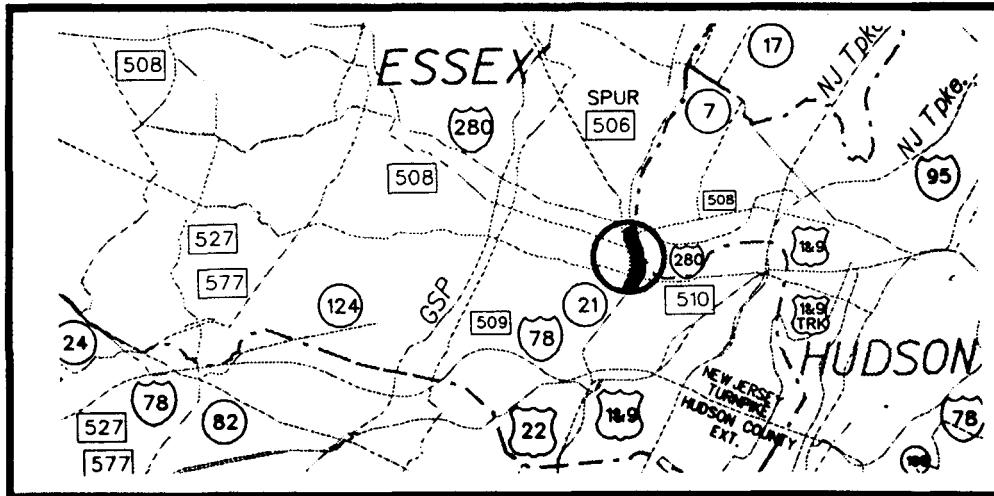 508
ESSEX
280
SPUR
506
17
7
NJ Tpke.
NJ Tpke.
95
508
508
527
577
1&9
280
510
21
124
GSP
509
78
1&9
TRK
24
HUDSON
NEW JERSEY
TURNPIKE
HUDSON COUNTY
EXT.
78
82
22
1&9
78
527
577